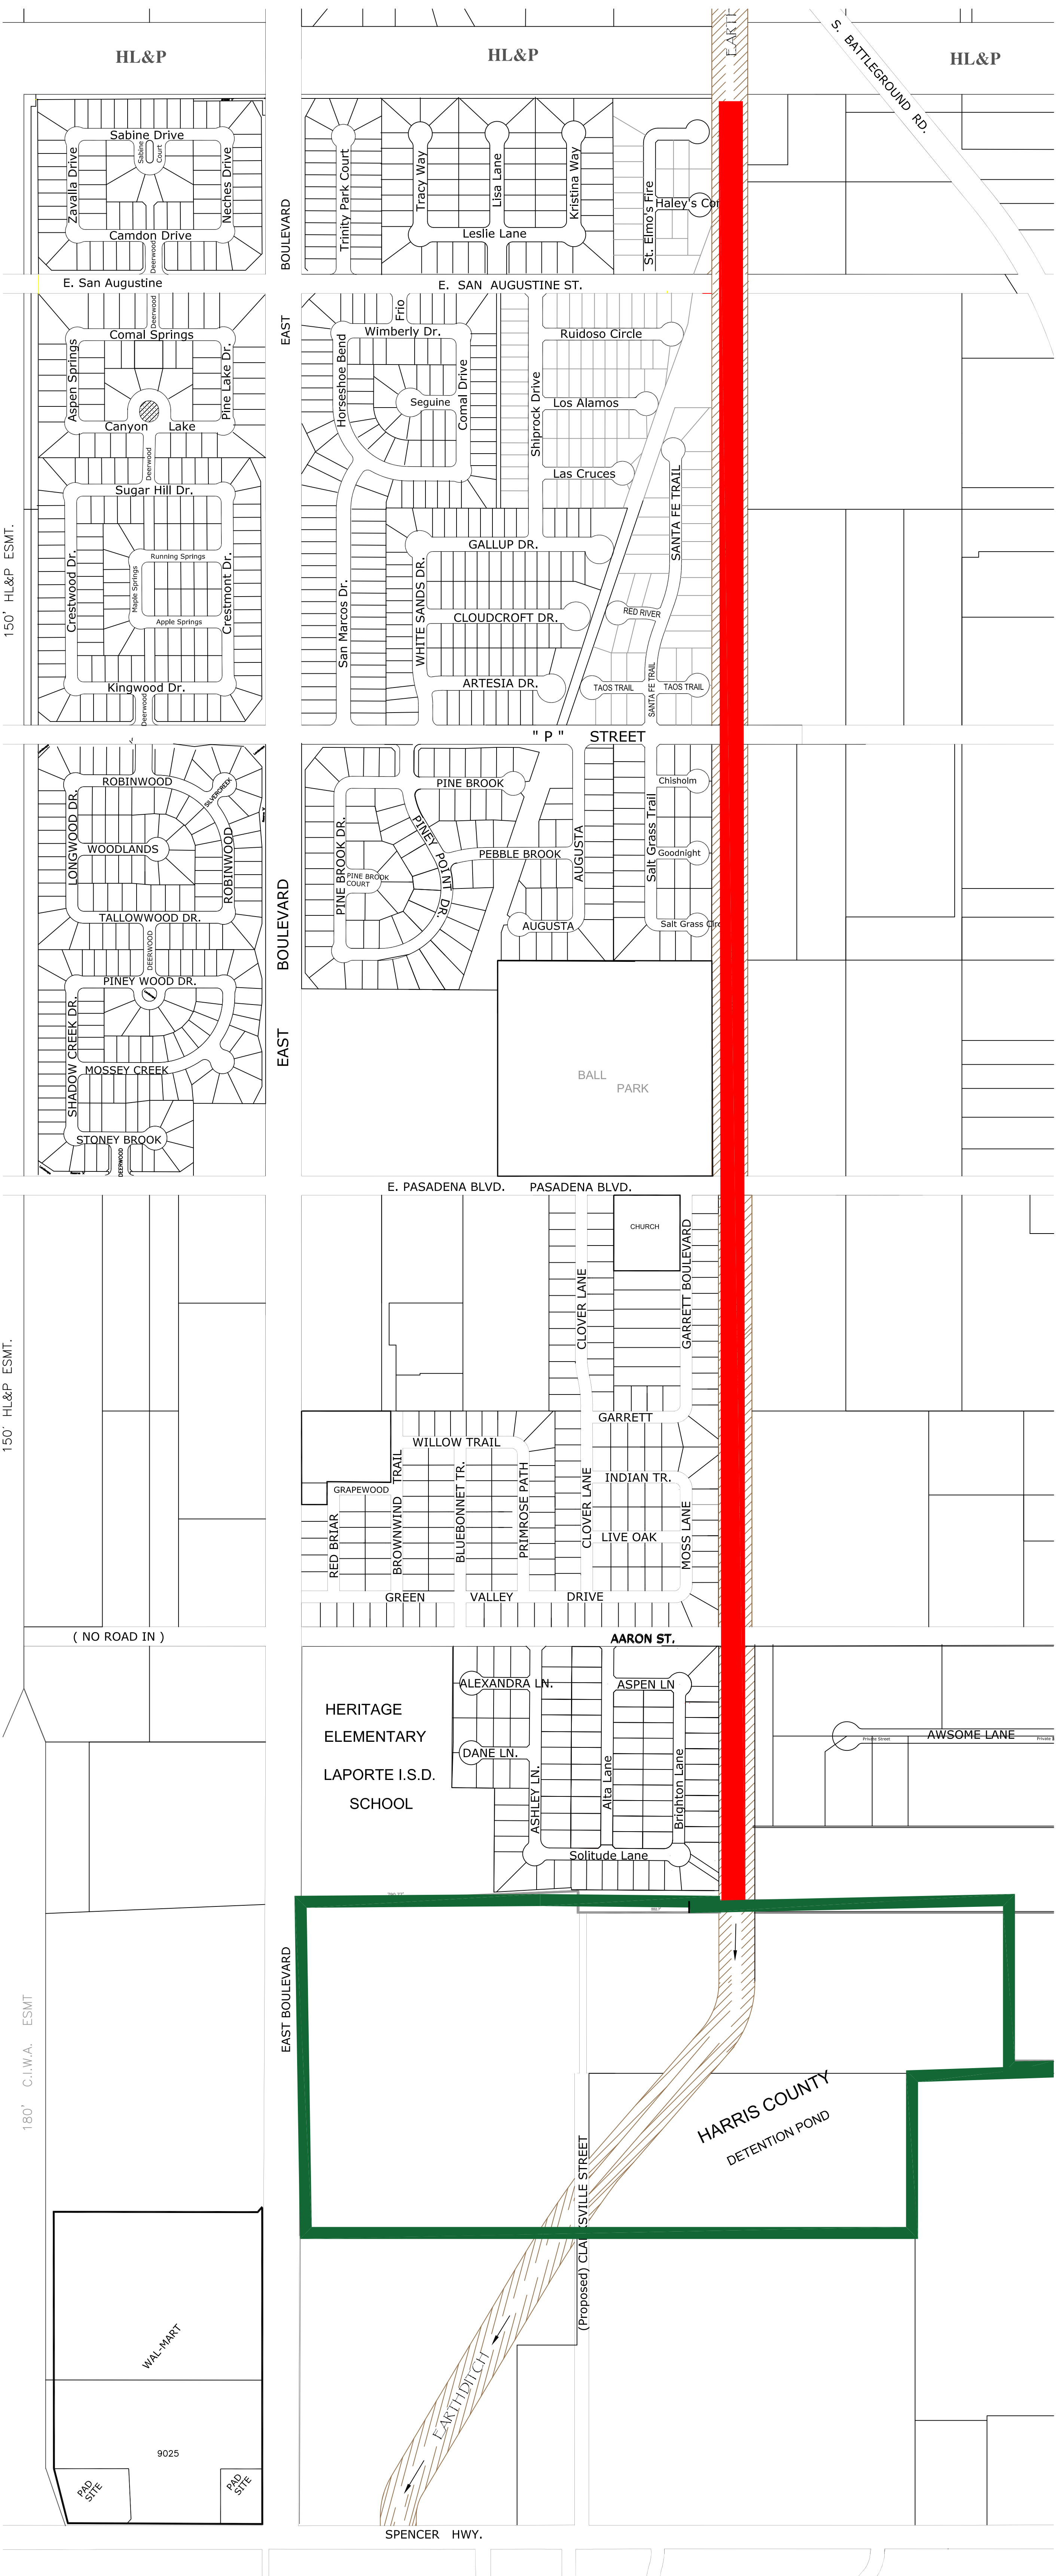 HL&P
HL&P
HL&P
EARTH
S. BATTLEGROUND RD.
Sabine Drive
Sabine
Court
Zavalla Drive
Neches Drive
Camdon Drive
Deerwood
BOULEVARD
Trinity Park Court
Tracy Way
Lisa Lane
Kristina Way
Leslie Lane
St. Elmo's Fire
Haley's Co
E. San Augustine
E. SAN AUGUSTINE ST.
EAST
Deerwood
Comal Springs
Aspen Springs
Pine Lake Dr.
Canyon Lake
Deerwood
Frio
Wimberly Dr.
Horseshoe Bend
Seguine
Comal Drive
Shiprock Drive
Ruidoso Circle
Los Alamos
Las Cruces
SANTA FE TRAIL
150' HL&P ESMT.
Sugar Hill Dr.
Crestwood Dr.
Running Springs
Maple Springs
Apple Springs
Crestmont Dr.
Kingwood Dr.
Deerwood
San Marcos Dr.
WHITE SANDS DR.
GALLUP DR.
CLOUDCROFT DR.
ARTESIA DR.
RED RIVER
TAOS TRAIL
SANTA FE TRAIL
TAOS TRAIL
" P " STREET
ROBINWOOD
SILVERCREEK
LONGWOOD DR.
WOODLANDS
ROBINWOOD
TALLOWWOOD DR.
DEERWOOD
PINEY WOOD DR.
SHADOW CREEK DR.
MOSSEY CREEK
STONEY BROOK
DEERWOOD
BOULEVARD
EAST
PINE BROOK
PINE BROOK DR.
PINE BROOK
COURT
PINEY POINT DR.
PEBBLE BROOK
AUGUSTA
AUGUSTA
Salt Grass Trail
Chisholm
Goodnight
Salt Grass Circ
BALL
PARK
E. PASADENA BLVD.
PASADENA BLVD.
CHURCH
CLOVER LANE
GARRETT BOULEVARD
150' HL&P ESMT.
GARRETT
WILLOW TRAIL
GRAPEWOOD
RED BRIAR
BROWNWIND TRAIL
BLUEBONNET TR.
PRIMROSE PATH
CLOVER LANE
INDIAN TR.
LIVE OAK
MOSS LANE
GREEN VALLEY DRIVE
( NO ROAD IN )
AARON ST.
HERITAGE
ELEMENTARY
LAPORTE I.S.D.
SCHOOL
ALEXANDRA LN.
DANE LN.
ASHLEY LN.
Alta Lane
ASPEN LN
Brighton Lane
Solitude Lane
AWSOME LANE
Private Street
Private
EAST BOULEVARD
180' C.I.W.A. ESMT
HARRIS COUNTY
DETENTION POND
(Proposed) CLARKSVILLE STREET
WAL-MART
9025
PAD
SITE
PAD
SITE
EARTHDITCH
SPENCER HWY.